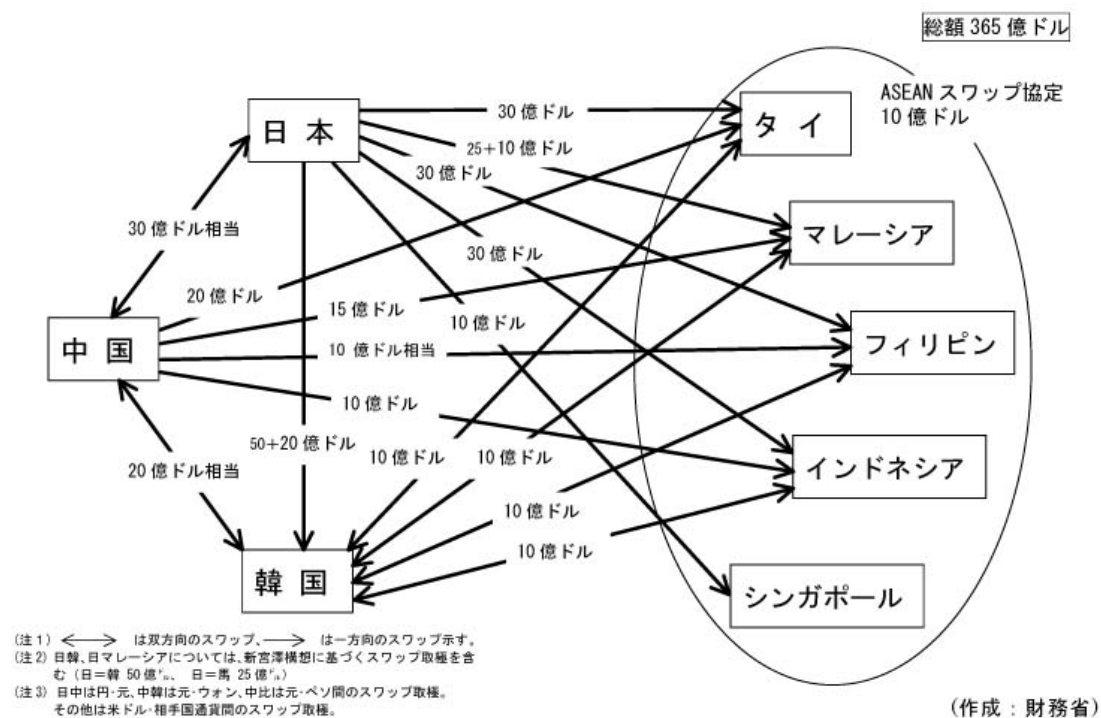 総額 365 億ドル
ASEAN スワップ協定
10 億ドル
日 本
タ イ
30 億ドル
25+10 億ドル
30 億ドル
マレーシア
30 億ドル相当
30 億ドル
20 億ドル
15 億ドル
10 億ドル
中 国
10 億ドル相当
フィリピン
10 億ドル
50+20 億ドル
10 億ドル
10 億ドル
20 億ドル相当
インドネシア
10 億ドル
10 億ドル
韓 国
シンガポール
(注1) は双方向のスワップ、 は一方向のスワップ示す。
(注2) 日韓、日マレーシアについては、新宮澤構想に基づくスワップ取極を含
む (日=韓 50 億㌦、 日=馬 25 億㌦)
(注3) 日中は円・元、中韓は元・ウォン、中比は元・ペソ間のスワップ取極。
その他は米ドル・相手国通貨間のスワップ取極。
(作成:財務省)